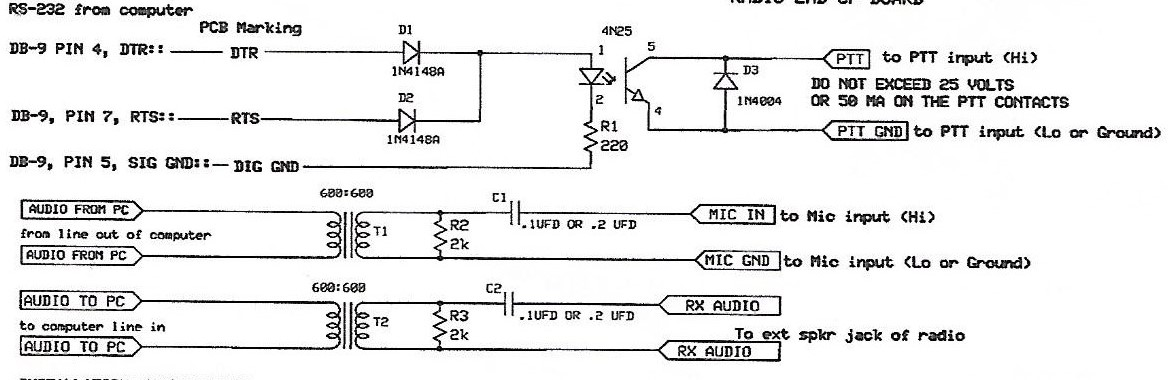 RS-232 from computer
RADIO END OF BOARD
PCB Marking
DB-9 PIN 4, DTR::
DTR
D1
1N4148A
4N25
1
5
2
4
D3
1N4004
PTT
to PTT input (Hi)
DO NOT EXCEED 25 VOLTS
OR 50 MA ON THE PTT CONTACTS
DB-9, PIN 7, RTS::
RTS
D2
1N4148A
R1
220
PTT GND
to PTT input (Lo or Ground)
DB-9, PIN 5, SIG GND::
DIG GND
600:600
AUDIO FROM PC
from line out of computer
AUDIO FROM PC
T1
R2
2k
C1
.1UFD OR .2 UFD
MIC IN
to Mic input (Hi)
MIC GND
to Mic input (Lo or Ground)
600:600
AUDIO TO PC
to computer line in
AUDIO TO PC
T2
R3
2k
C2
.1UFD OR .2 UFD
RX AUDIO
To ext spkr jack of radio
RX AUDIO